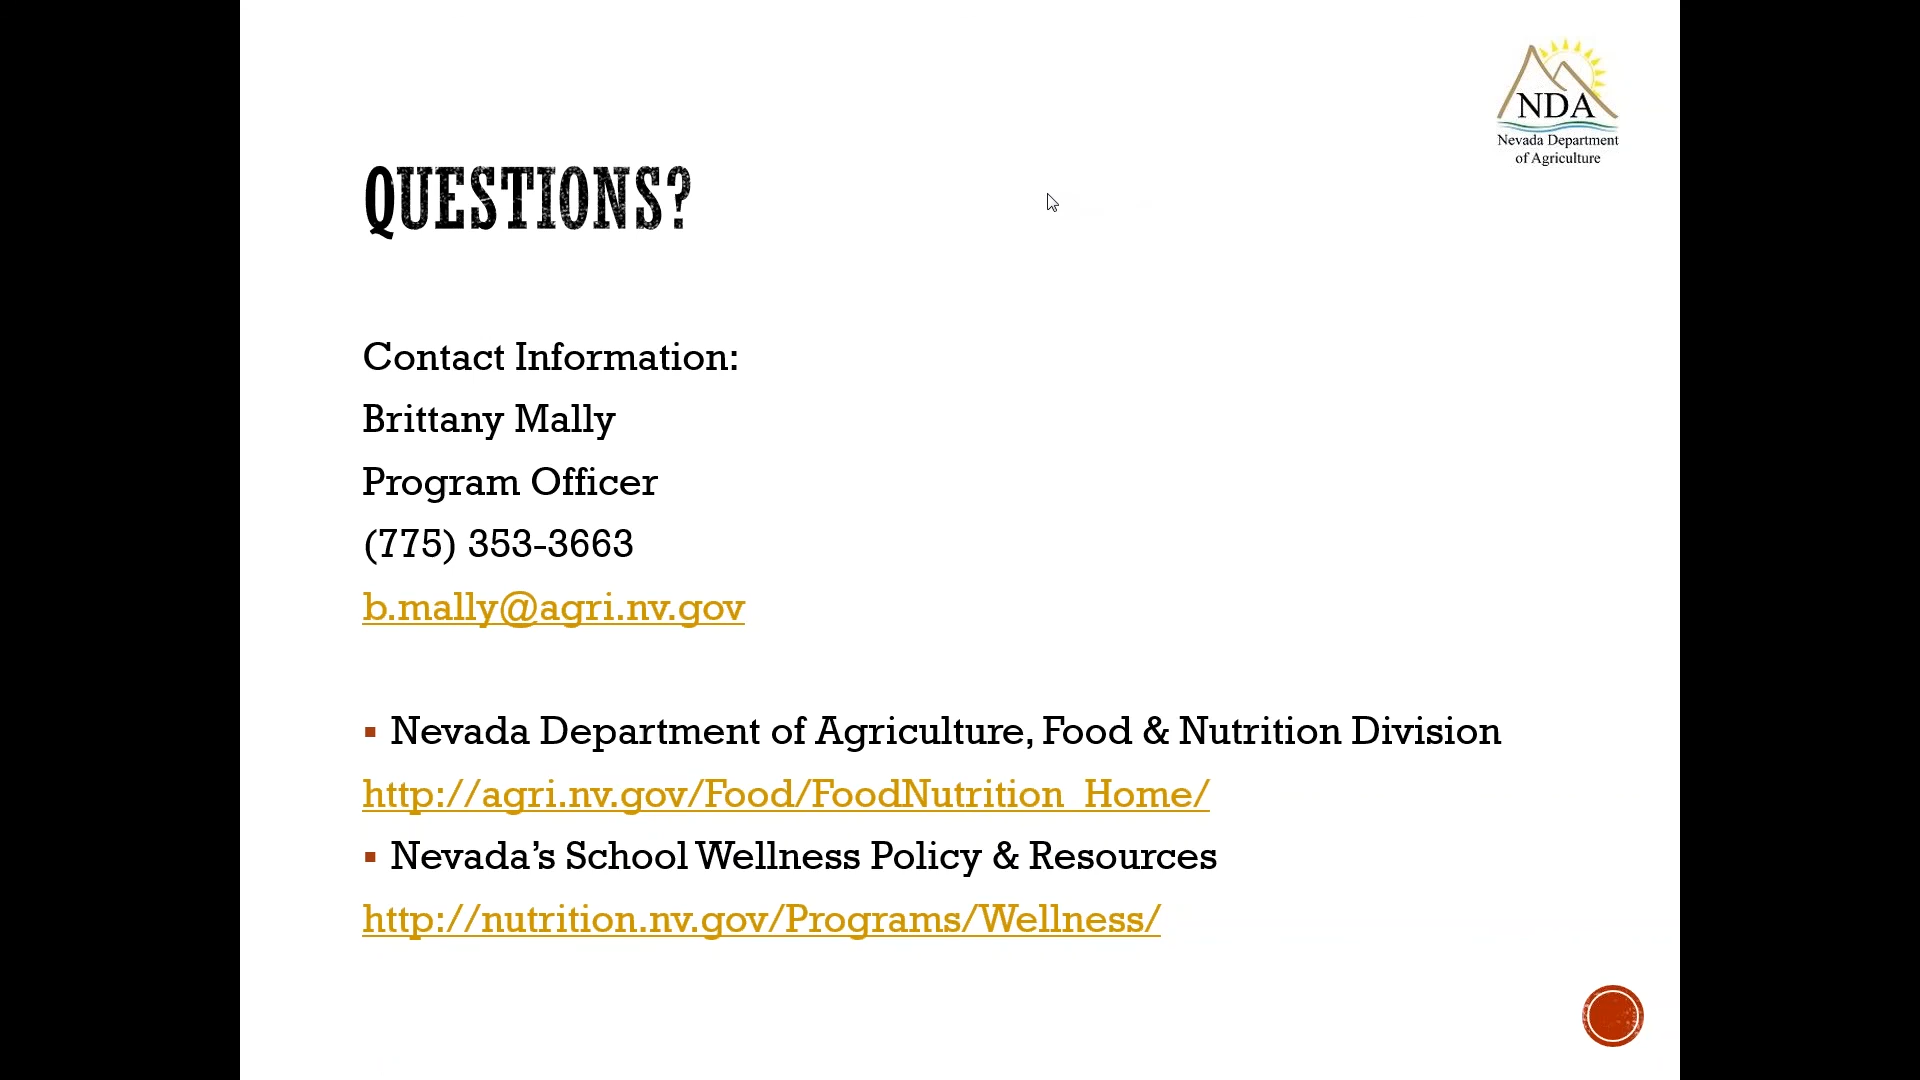 NDA
Nevada Department
of Agriculture
QUESTIONS?
Contact Information:
Brittany Mally
Program Officer
(775) 353-3663
b.mally@agri.nv.gov
▪ Nevada Department of Agriculture, Food & Nutrition Division
http://agri.nv.gov/Food/FoodNutrition_Home/
▪ Nevada’s School Wellness Policy & Resources
http://nutrition.nv.gov/Programs/Wellness/